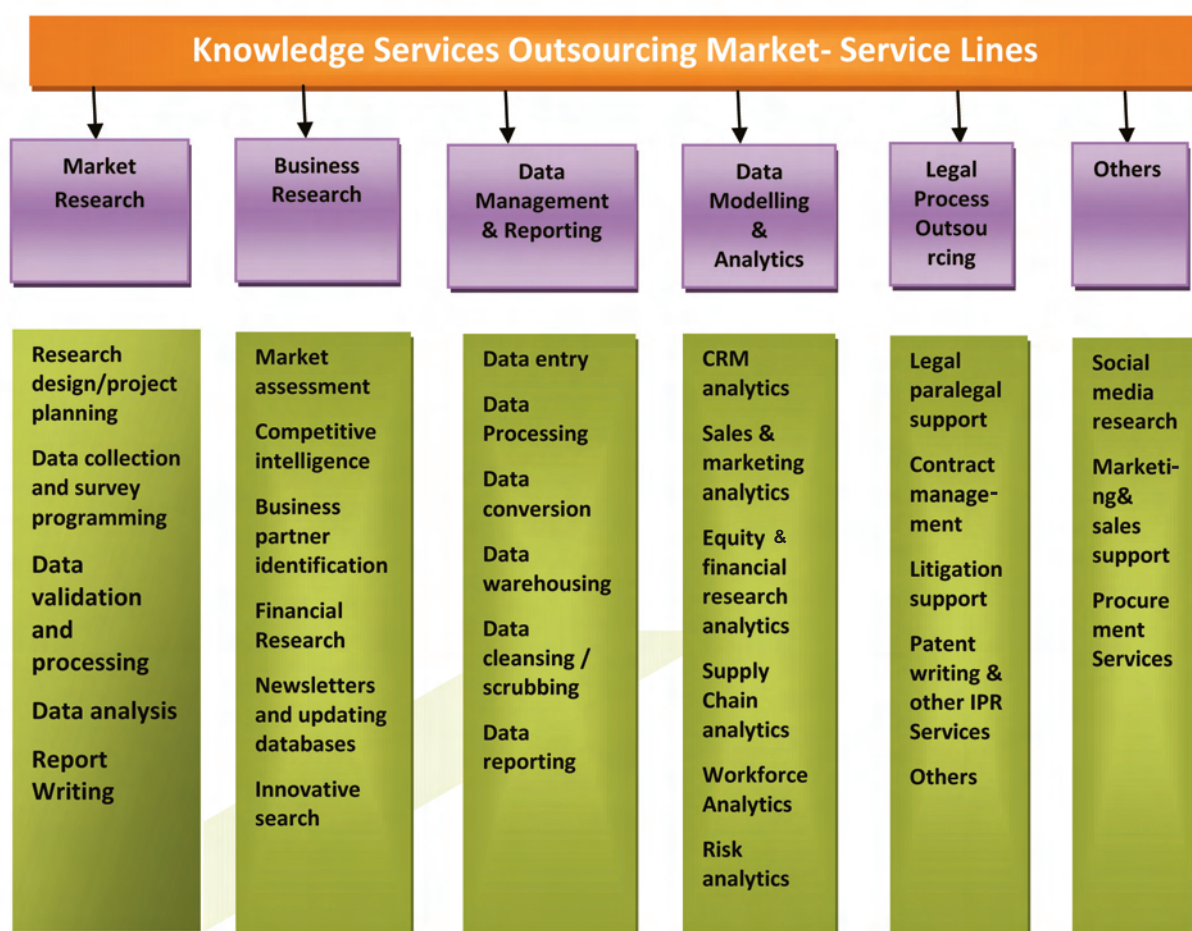 Knowledge Services Outsourcing Market- Service Lines
Market
Research
Business
Research
Data
Management
& Reporting
Data
Modelling
&
Analytics
Legal
Process
Outsou
rcing
Others
Research
design/project
planning
Data collection
and survey
programming
Data
validation
and
processing
Data analysis
Report
Writing
Market
assessment
Competitive
intelligence
Business
partner
identification
Financial
Research
Newsletters
and updating
databases
Innovative
search
Data entry
Data
Processing
Data
conversion
Data
warehousing
Data
cleansing /
scrubbing
Data
reporting
CRM
analytics
Sales &
marketing
analytics
Equity &
financial
research
analytics
Supply
Chain
analytics
Workforce
Analytics
Risk
analytics
Legal
paralegal
support
Contract
manage-
ment
Litigation
support
Patent
writing &
other IPR
Services
Others
Social
media
research
Marketi-
ng&
sales
support
Procure
ment
Services